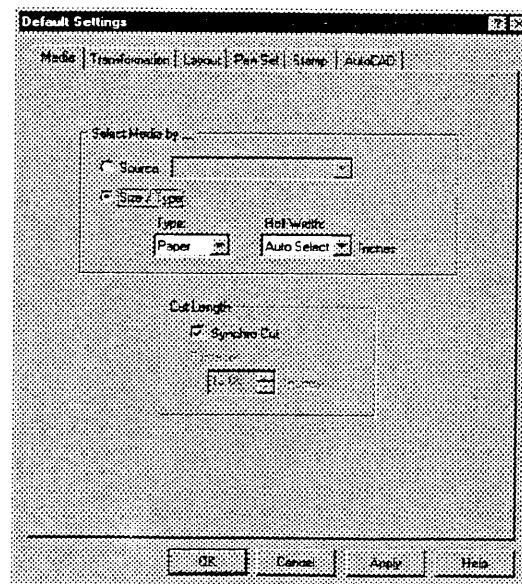 Default Settings
Media Transformation Layout Pen Set Stamp AutoCAD
Select Media by ...
Source
Size / Type
Type: Roll Width:
Paper Auto Select Inches
Cut Length
Synchro Cut
OK Cancel Apply Help